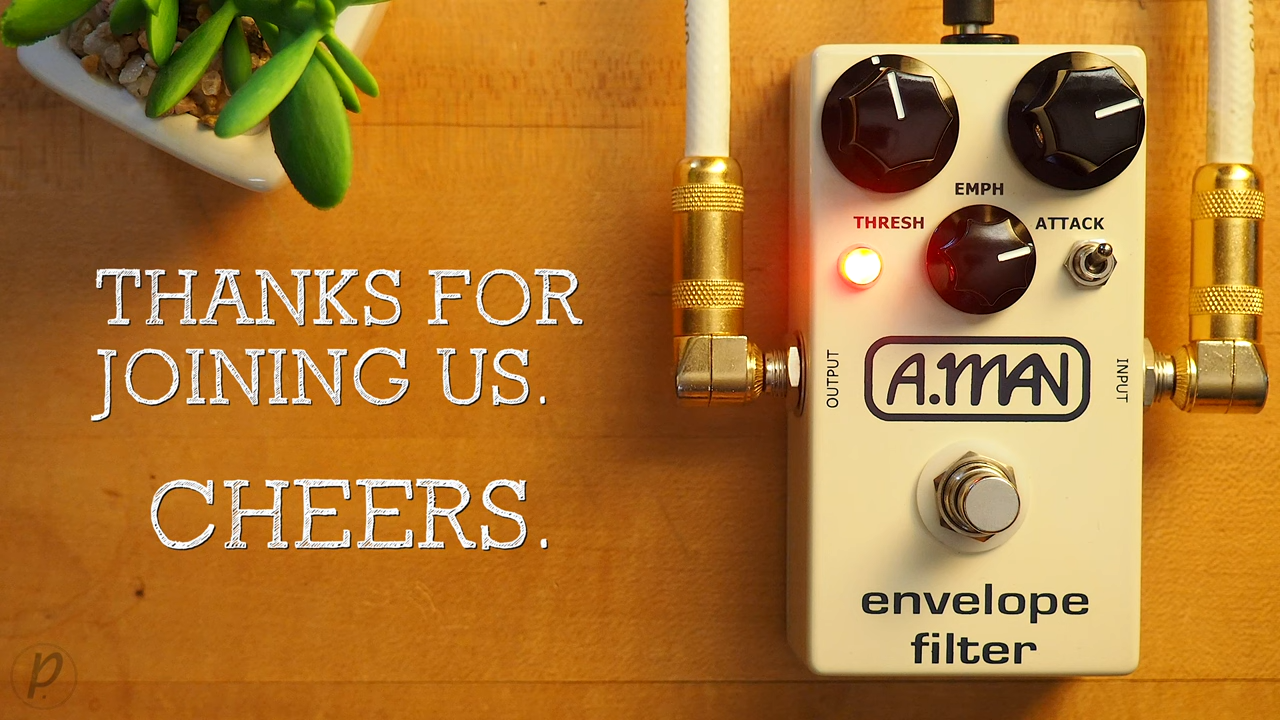 THANKS FOR
JOINING US.
CHEERS.
EMPH
THRESH
ATTACK
OUTPUT
INPUT
A.MAN
envelope
filter
p.